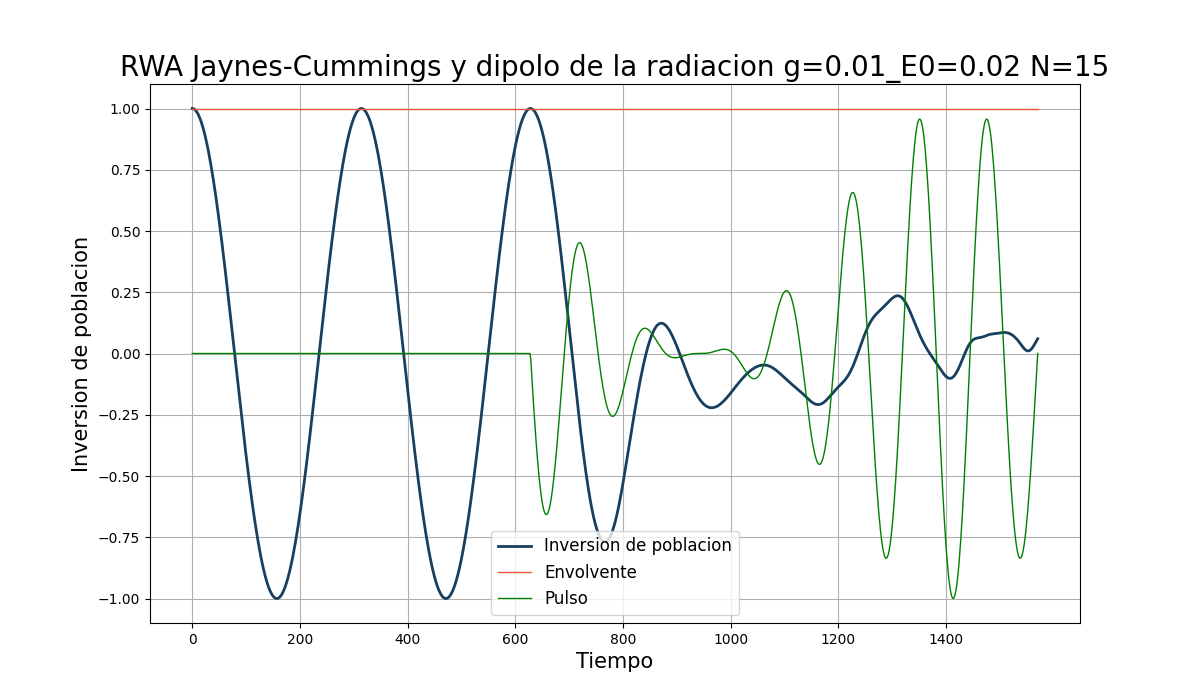 RWA Jaynes-Cummings y dipolo de la radiacion g=0.01_E0=0.02 N=15
Inversion de poblacion
1.00
0.75
0.50
0.25
0.00
−0.25
−0.50
−0.75
−1.00
Inversion de poblacion
Envolvente
Pulso
0 200 400 600 800 1000 1200 1400
Tiempo